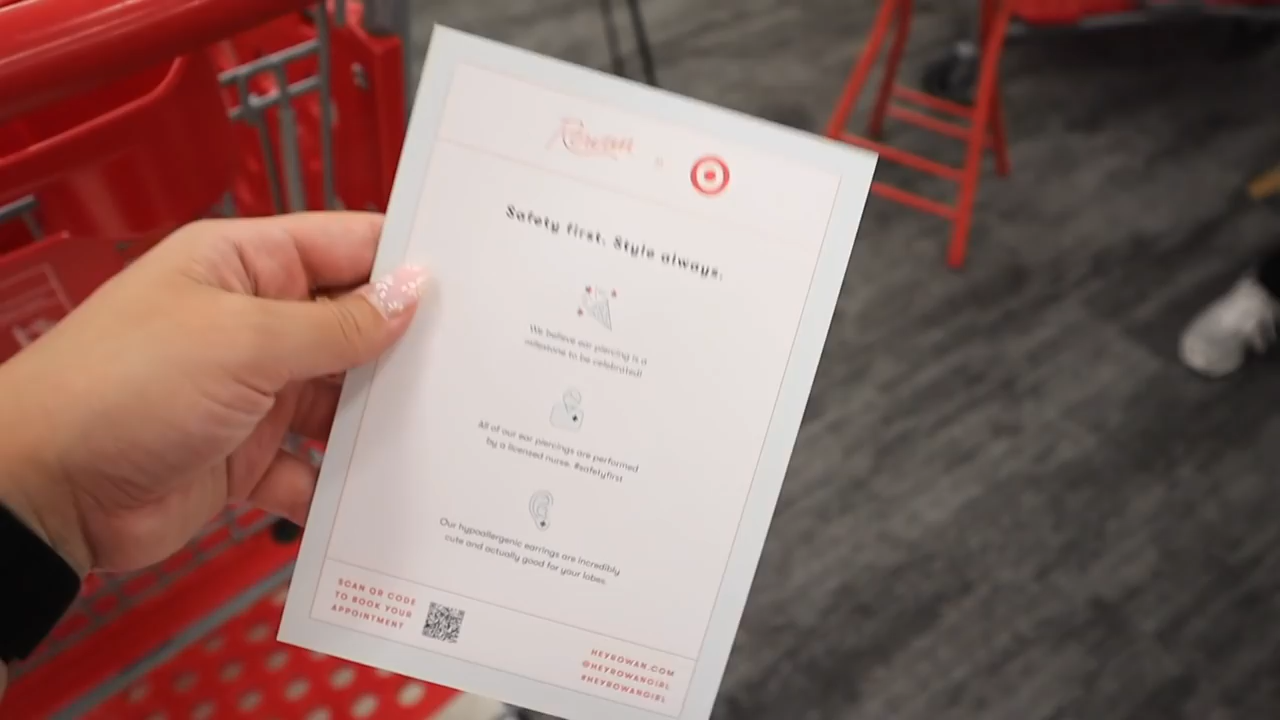 Rowan
Safety first. Style always.
We believe ear piercing is a
milestone to be celebrated!
All of our ear piercings are performed
by a licensed nurse. #safetyfirst
Our hypoallergenic earrings are incredibly
cute and actually good for your lobes.
SCAN QR CODE
TO BOOK YOUR
APPOINTMENT
HEYROWAN.COM
@HEYROWANGIRL
#HEYROWANGIRL